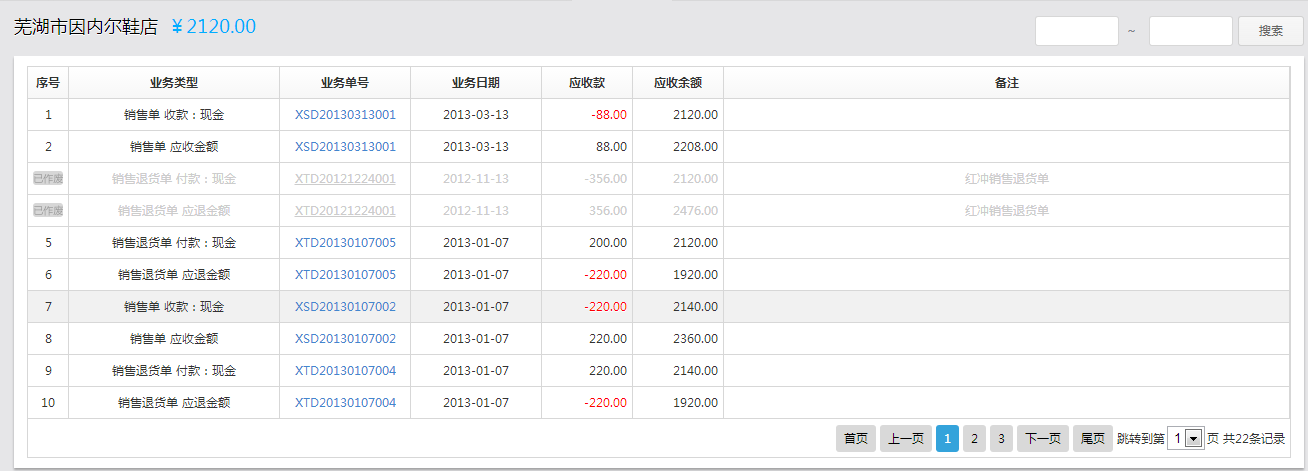 芜湖市因内尔鞋店 ¥2120.00 ~ 搜索
序号 业务类型 业务单号 业务日期 应收款 应收余额 备注
1 销售单 收款：现金 XSD20130313001 2013-03-13 -88.00 2120.00
2 销售单 应收金额 XSD20130313001 2013-03-13 88.00 2208.00
已作废 销售退货单 付款：现金 XTD20121224001 2012-11-13 -356.00 2120.00 红冲销售退货单
已作废 销售退货单 应退金额 XTD20121224001 2012-11-13 356.00 2476.00 红冲销售退货单
5 销售退货单 付款：现金 XTD20130107005 2013-01-07 200.00 2120.00
6 销售退货单 应退金额 XTD20130107005 2013-01-07 -220.00 1920.00
7 销售单 收款：现金 XSD20130107002 2013-01-07 -220.00 2140.00
8 销售单 应收金额 XSD20130107002 2013-01-07 220.00 2360.00
9 销售退货单 付款：现金 XTD20130107004 2013-01-07 220.00 2140.00
10 销售退货单 应退金额 XTD20130107004 2013-01-07 -220.00 1920.00
首页 上一页 1 2 3 下一页 尾页 跳转到第 1 页 共22条记录